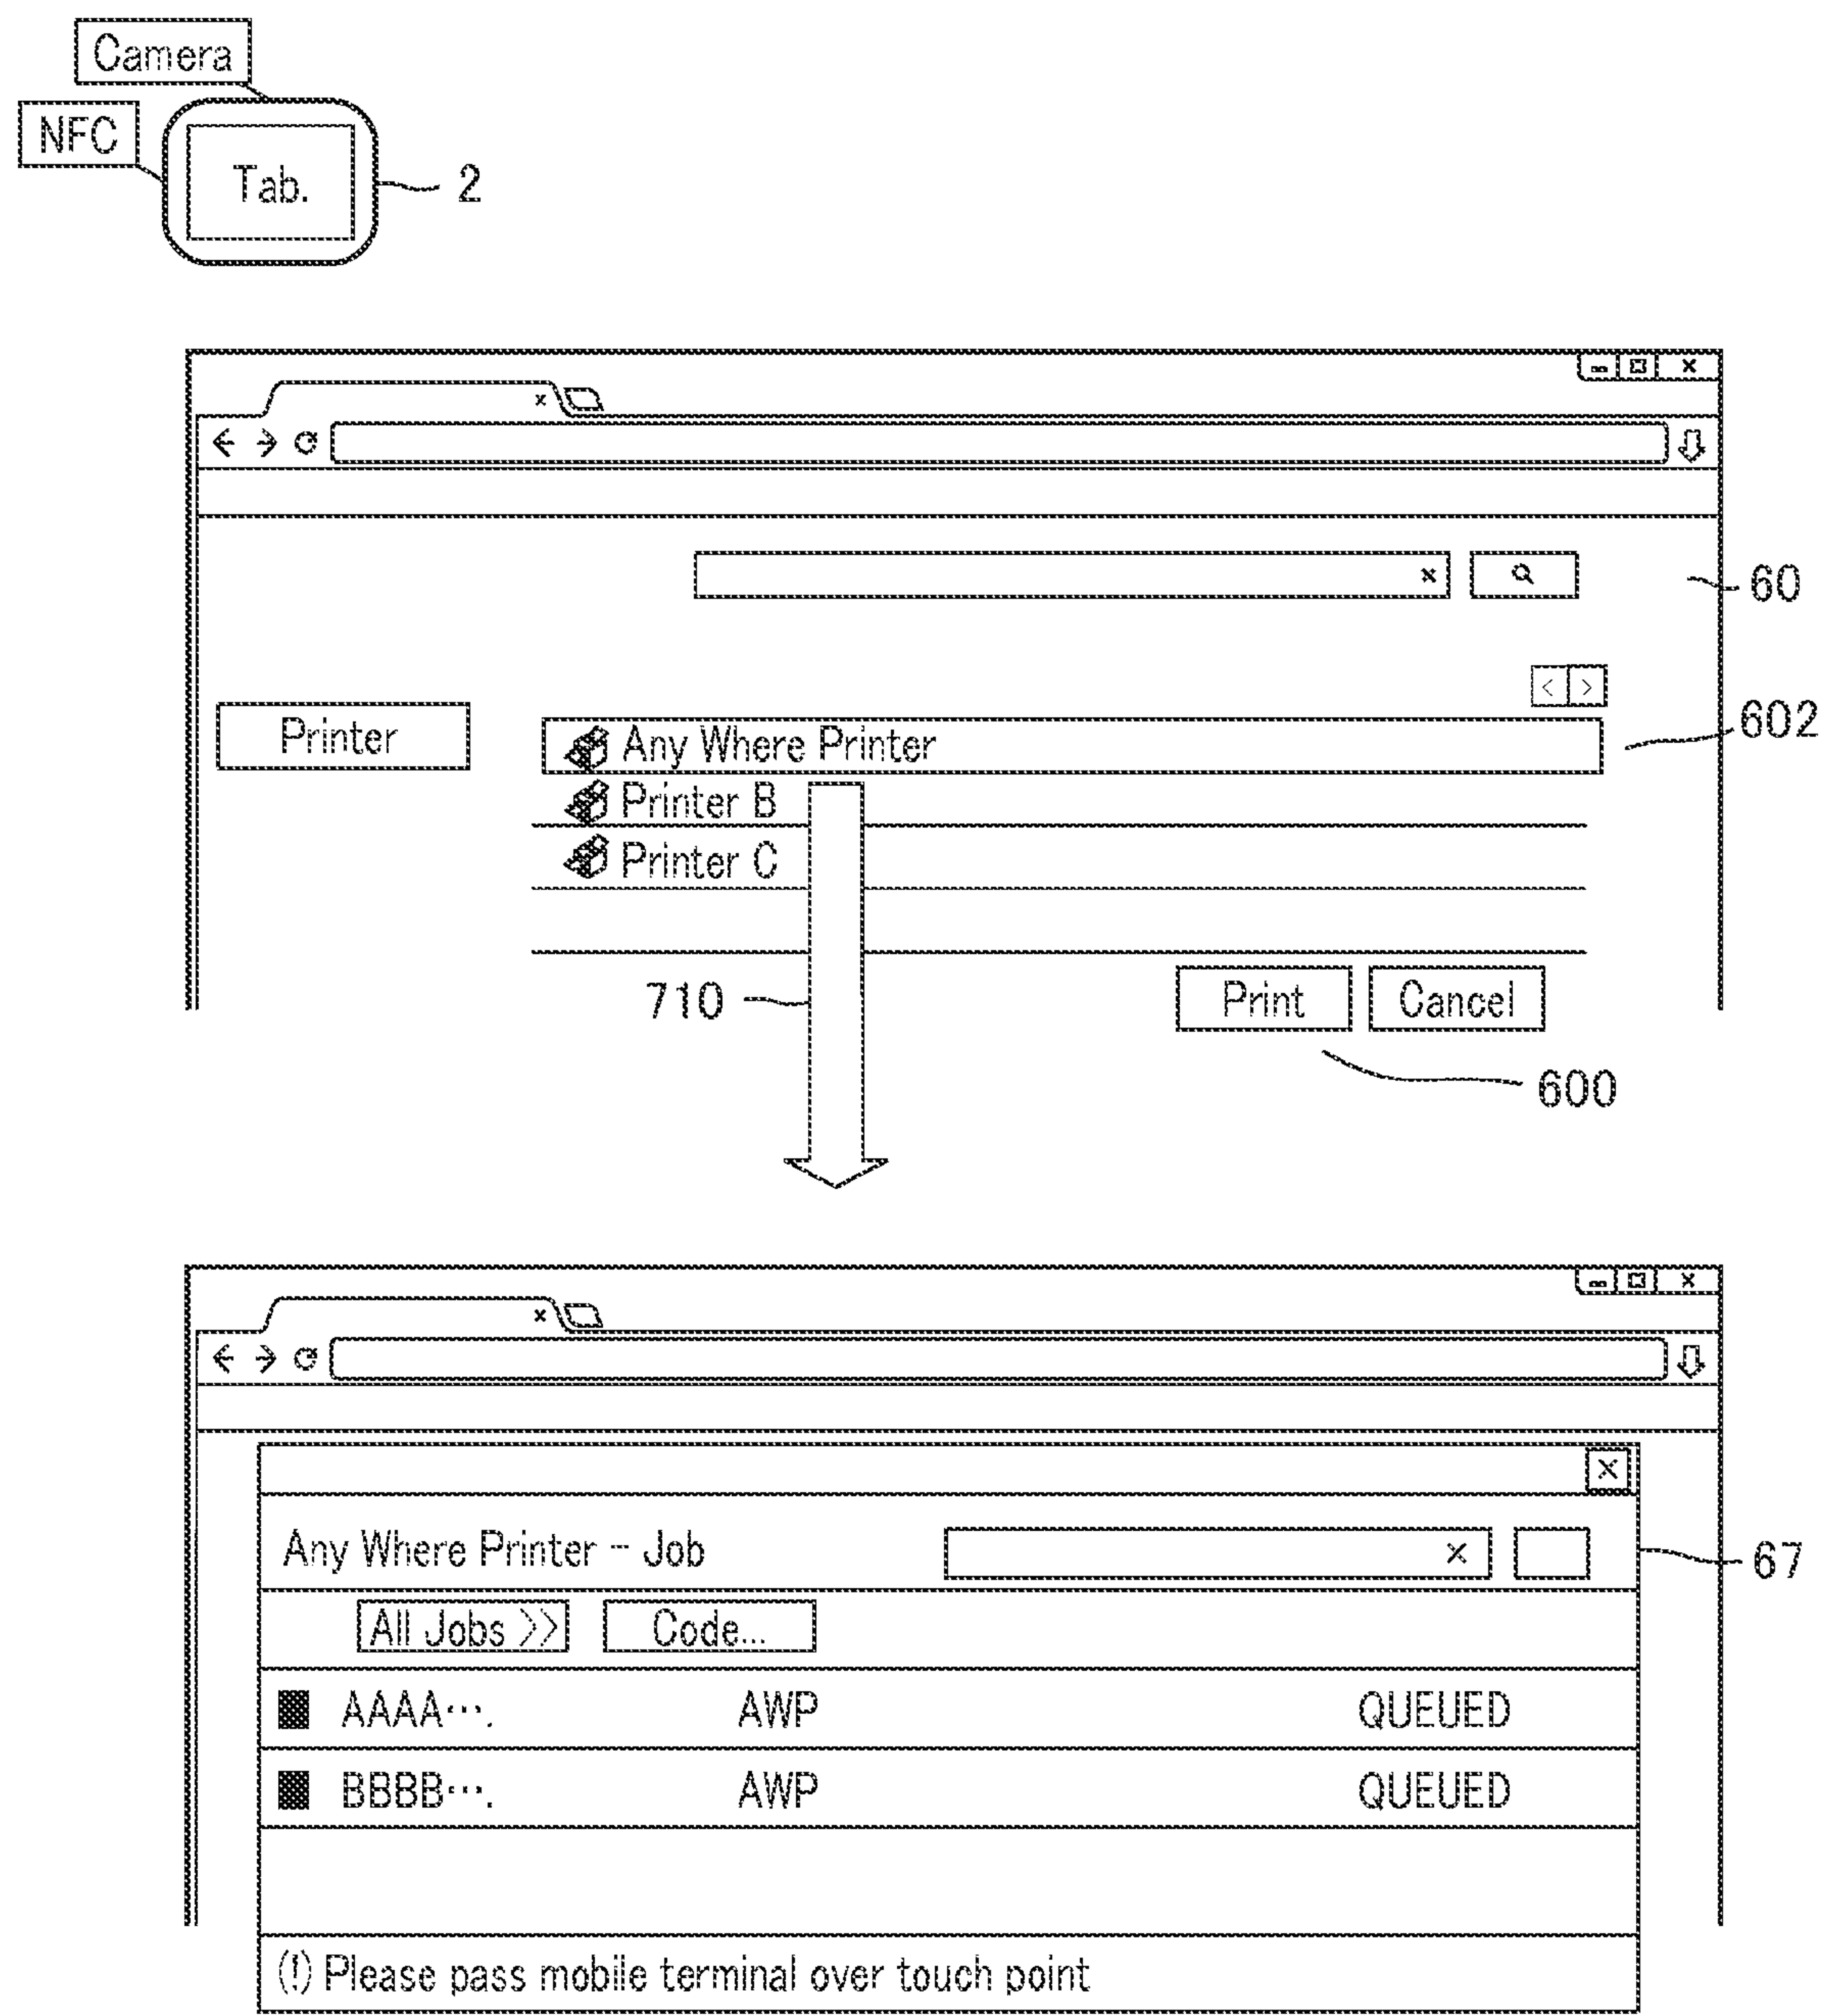 Camera
NFC
Tab.
2
60
602
Printer
Any Where Printer
Printer B
Printer C
710
Print Cancel
600
Any Where Printer - Job
67
All Jobs >> Code...
AAAA···. AWP QUEUED
BBBB···. AWP QUEUED
(!) Please pass mobile terminal over touch point